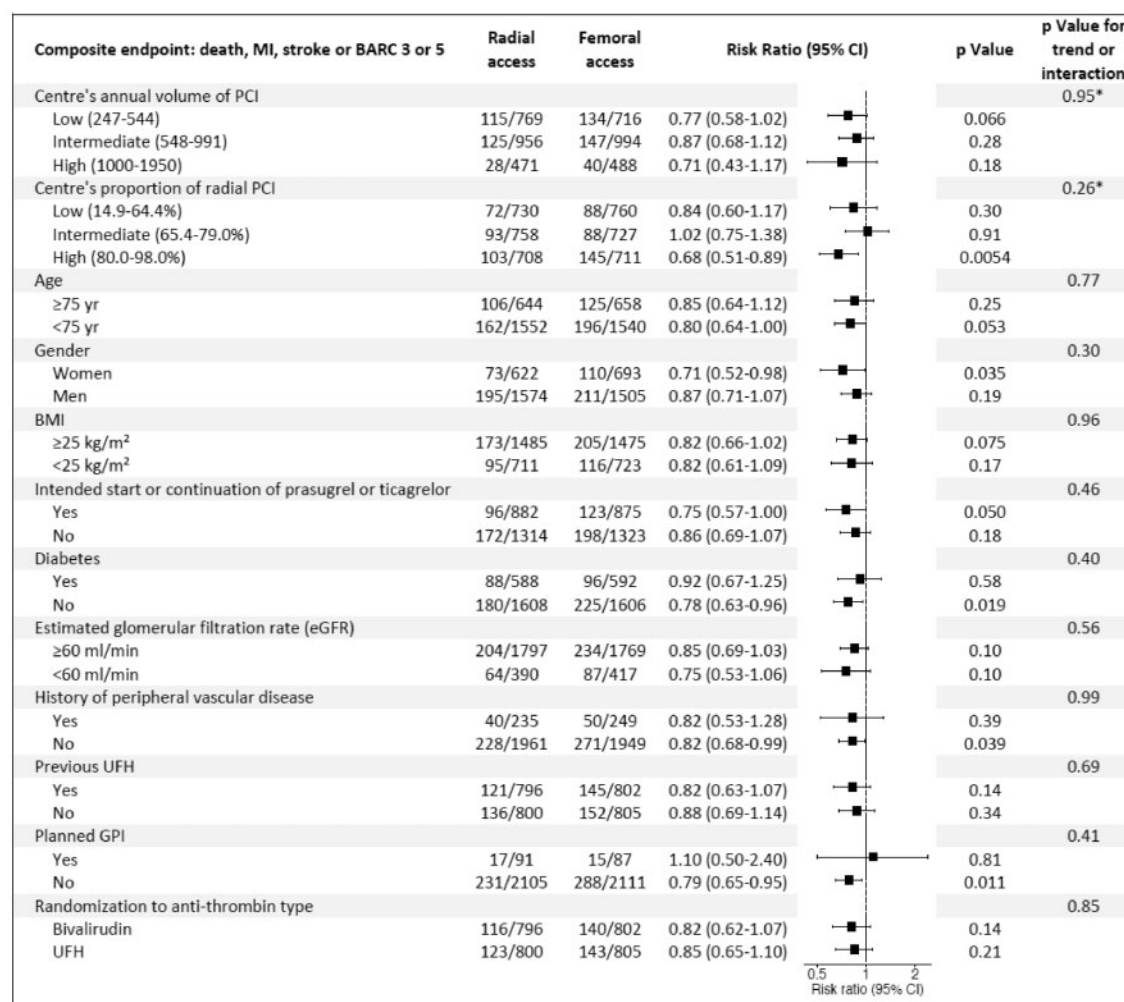 Composite endpoint: death, MI, stroke or BARC 3 or 5 Radial access Femoral access Risk Ratio (95% CI) p Value p Value for trend or interaction
Centre's annual volume of PCI 0.95*
Low (247-544) 115/769 134/716 0.77 (0.58-1.02) 0.066
Intermediate (548-991) 125/956 147/994 0.87 (0.68-1.12) 0.28
High (1000-1950) 28/471 40/488 0.71 (0.43-1.17) 0.18
Centre's proportion of radial PCI 0.26*
Low (14.9-64.4%) 72/730 88/760 0.84 (0.60-1.17) 0.30
Intermediate (65.4-79.0%) 93/758 88/727 1.02 (0.75-1.38) 0.91
High (80.0-98.0%) 103/708 145/711 0.68 (0.51-0.89) 0.0054
Age 0.77
≥75 yr 106/644 125/658 0.85 (0.64-1.12) 0.25
<75 yr 162/1552 196/1540 0.80 (0.64-1.00) 0.053
Gender 0.30
Women 73/622 110/693 0.71 (0.52-0.98) 0.035
Men 195/1574 211/1505 0.87 (0.71-1.07) 0.19
BMI 0.96
≥25 kg/m² 173/1485 205/1475 0.82 (0.66-1.02) 0.075
<25 kg/m² 95/711 116/723 0.82 (0.61-1.09) 0.17
Intended start or continuation of prasugrel or ticagrelor 0.46
Yes 96/882 123/875 0.75 (0.57-1.00) 0.050
No 172/1314 198/1323 0.86 (0.69-1.07) 0.18
Diabetes 0.40
Yes 88/588 96/592 0.92 (0.67-1.25) 0.58
No 180/1608 225/1606 0.78 (0.63-0.96) 0.019
Estimated glomerular filtration rate (eGFR) 0.56
≥60 ml/min 204/1797 234/1769 0.85 (0.69-1.03) 0.10
<60 ml/min 64/390 87/417 0.75 (0.53-1.06) 0.10
History of peripheral vascular disease 0.99
Yes 40/235 50/249 0.82 (0.53-1.28) 0.39
No 228/1961 271/1949 0.82 (0.68-0.99) 0.039
Previous UFH 0.69
Yes 121/796 145/802 0.82 (0.63-1.07) 0.14
No 136/800 152/805 0.88 (0.69-1.14) 0.34
Planned GPI 0.41
Yes 17/91 15/87 1.10 (0.50-2.40) 0.81
No 231/2105 288/2111 0.79 (0.65-0.95) 0.011
Randomization to anti-thrombin type 0.85
Bivalirudin 116/796 140/802 0.82 (0.62-1.07) 0.14
UFH 123/800 143/805 0.85 (0.65-1.10) 0.21
0.5 1 2
Risk ratio (95% CI)